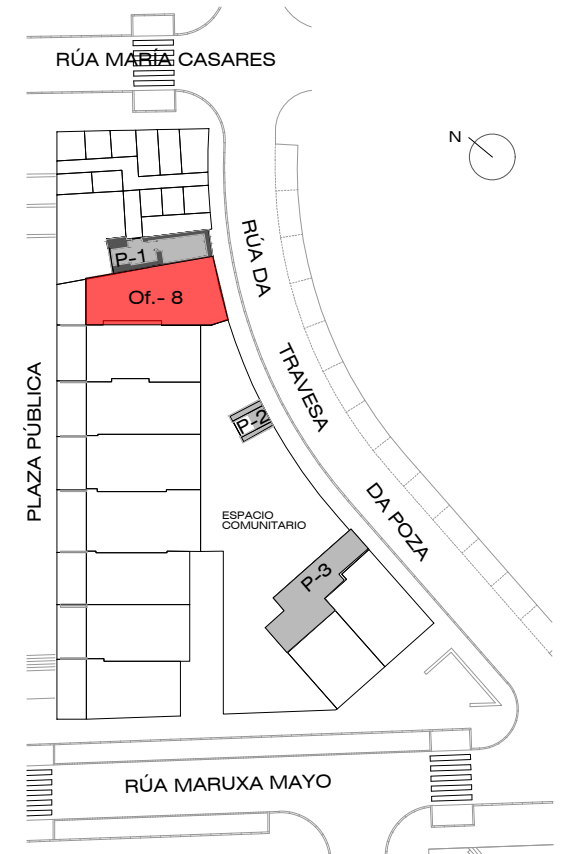 RÚA MARÍA CASARES
N
RÚA DA
TRAVESA
DA POZA
P-1
Of.- 8
PLAZA PÚBLICA
P-2
ESPACIO
COMUNITARIO
P-3
RÚA MARUXA MAYO